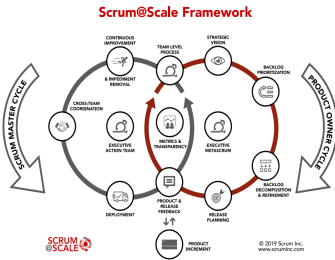 Scrum@Scale Framework
CONTINUOUS
IMPROVEMENT
& IMPEDIMENT
REMOVAL
TEAM LEVEL
PROCESS
STRATEGIC
VISION
BACKLOG
PRIORITIZATION
CROSS-TEAM
COORDINATION
SCRUM MASTER CYCLE
PRODUCT OWNER CYCLE
EXECUTIVE
ACTION TEAM
METRICS &
TRANSPARENCY
EXECUTIVE
METASCRUM
BACKLOG
DECOMPOSITION
& REFINEMENT
DEPLOYMENT
PRODUCT &
RELEASE
FEEDBACK
RELEASE
PLANNING
SCRUM
@SCALE
PRODUCT
INCREMENT
© 2019 Scrum Inc.
www.scruminc.com